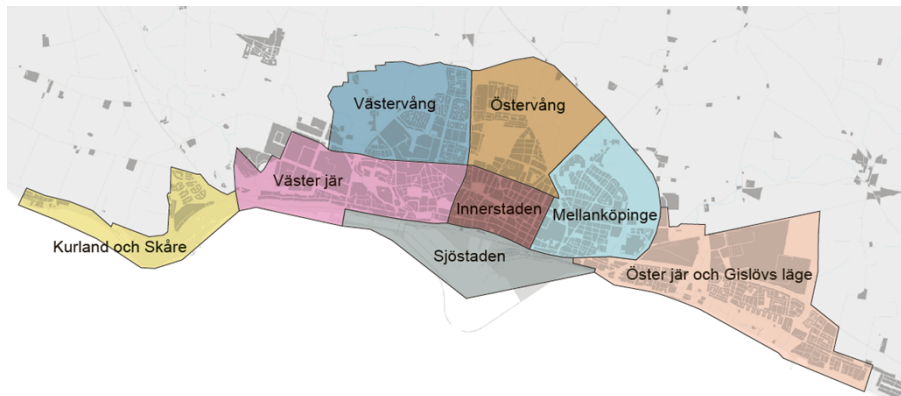 Västervång
Östervång
Väster jär
Innerstaden
Mellanköpinge
Kurland och Skåre
Sjöstaden
Öster jär och Gislövs läge